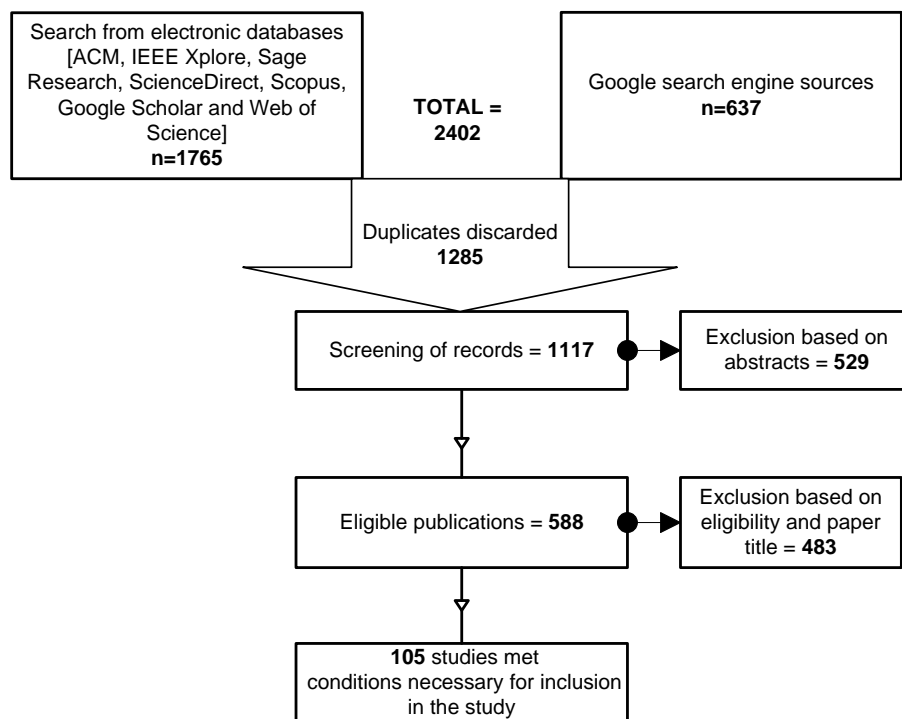 Search from electronic databases
[ACM, IEEE Xplore, Sage
Research, ScienceDirect, Scopus,
Google Scholar and Web of
Science]
n=1765
TOTAL =
2402
Google search engine sources
n=637
Duplicates discarded
1285
Screening of records = 1117
Exclusion based on
abstracts = 529
Eligible publications = 588
Exclusion based on
eligibility and paper
title = 483
105 studies met
conditions necessary for inclusion
in the study